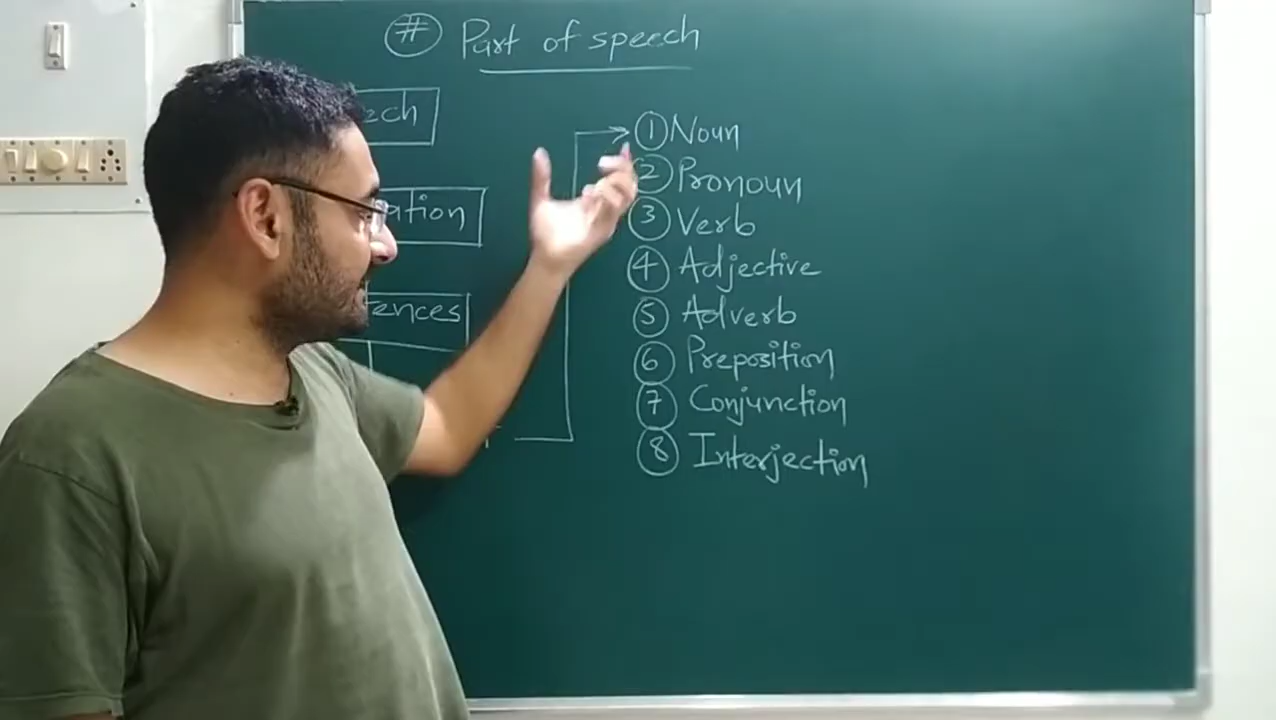 # Part of speech
ech
ation
tences
① Noun
② Pronoun
③ Verb
④ Adjective
⑤ Adverb
⑥ Preposition
⑦ Conjunction
⑧ Interjection